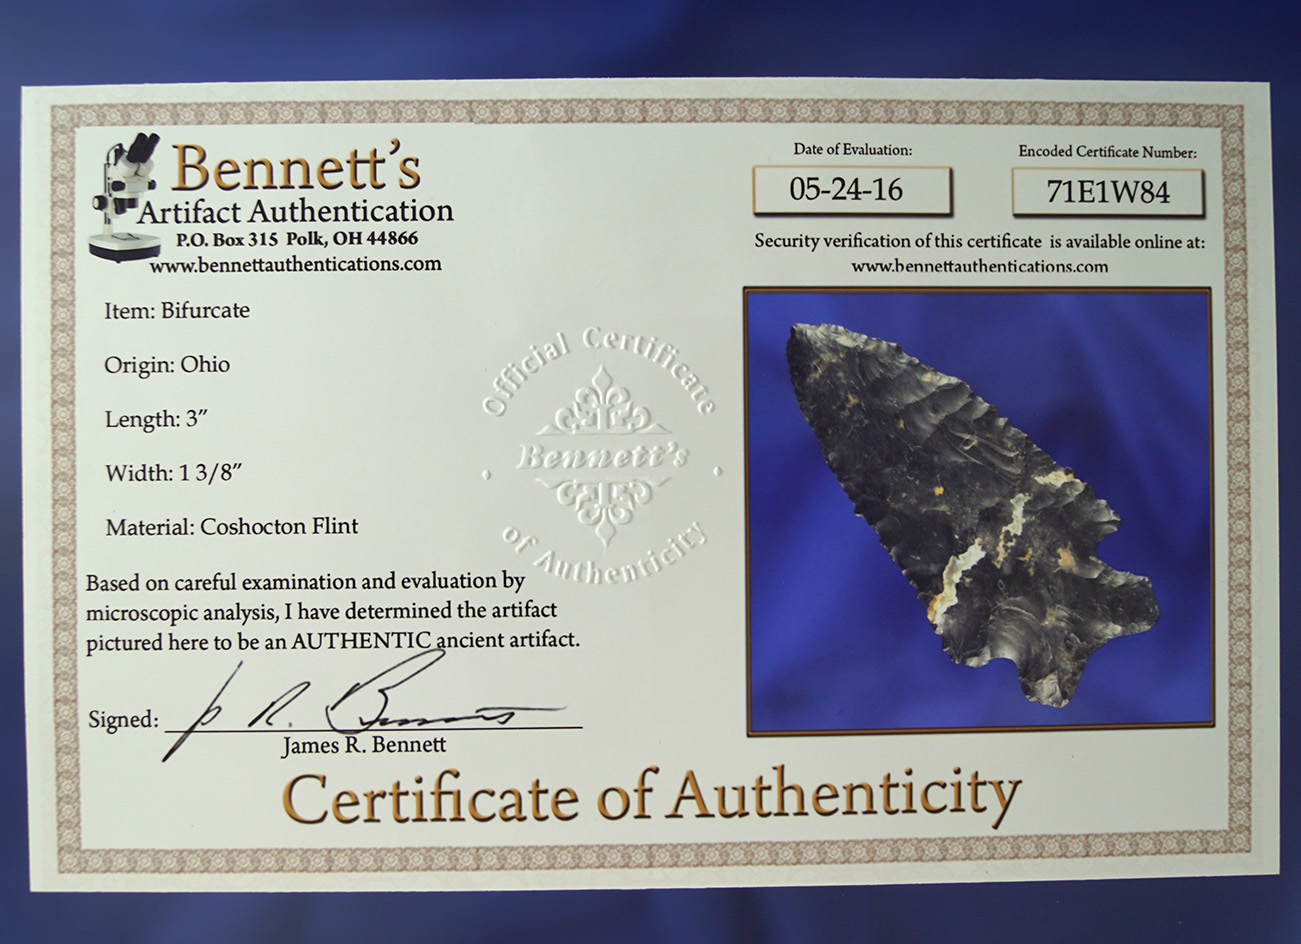 Bennett's
Artifact Authentication
P.O. Box 315 Polk, OH 44866
www.bennettauthentications.com
Date of Evaluation:
05-24-16
Encoded Certificate Number:
71E1W84
Security verification of this certificate is available online at:
www.bennettauthentications.com
Item: Bifurcate
Origin: Ohio
Length: 3″
Width: 1 3/8″
Material: Coshocton Flint
Official Certificate
Bennett's
of Authenticity
Based on careful examination and evaluation by
microscopic analysis, I have determined the artifact
pictured here to be an AUTHENTIC ancient artifact.
Signed: J R. Bennett
James R. Bennett
Certificate of Authenticity